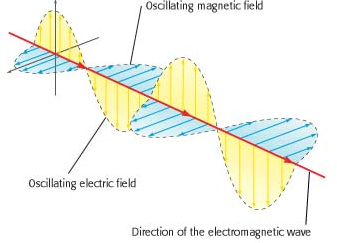 Oscillating magnetic field
Oscillating electric field
Direction of the electromagnetic wave